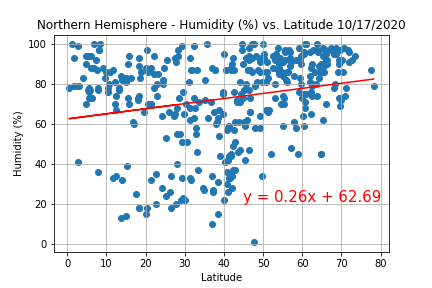 Northern Hemisphere - Humidity (%) vs. Latitude 10/17/2020
100
80
60
40
20
0
Humidity (%)
y = 0.26x + 62.69
0 10 20 30 40 50 60 70 80
Latitude